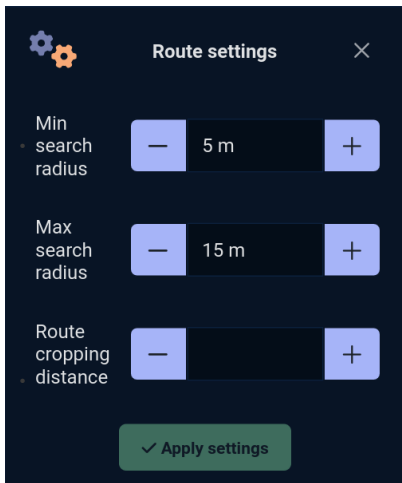 Route settings
Min
search
radius
5 m
Max
search
radius
15 m
Route
cropping
distance
Apply settings